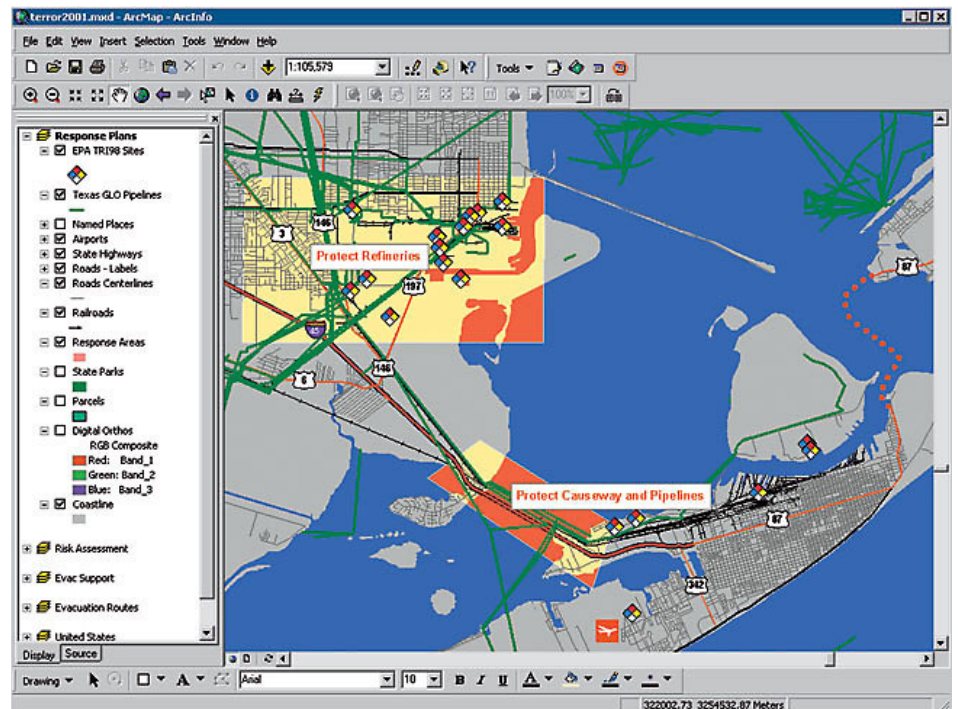 terror2001.mxd - ArcMap - ArcInfo
File Edit View Insert Selection Tools Window Help
1:105,579
Tools
100%
Response Plans
EPA TRI98 Sites
Texas GLO Pipelines
Named Places
Airports
State Highways
Roads - Labels
Roads Centerlines
Railroads
Response Areas
State Parks
Parcels
Digital Orthos
RGB Composite
Red: Band_1
Green: Band_2
Blue: Band_3
Coastline
Risk Assessment
Evac Support
Evacuation Routes
United States
Display Source
146
3
Protect Refineries
197
87
45
146
6
Protect Causeway and Pipelines
87
342
Drawing
A
Arial
10
B I U
A
322002.73 3254532.87 Meters